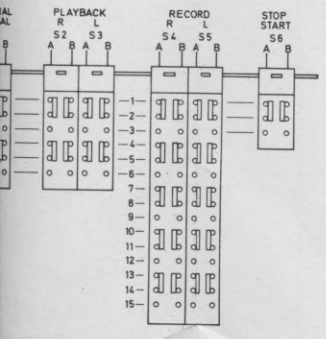 PLAYBACK
R L
S2 S3
A B A B
RECORD
R L
S4 S5
A B A B
STOP
START
S6
A B
B
1
2
3
4
5
6
7
8
9
10
11
12
13
14
15